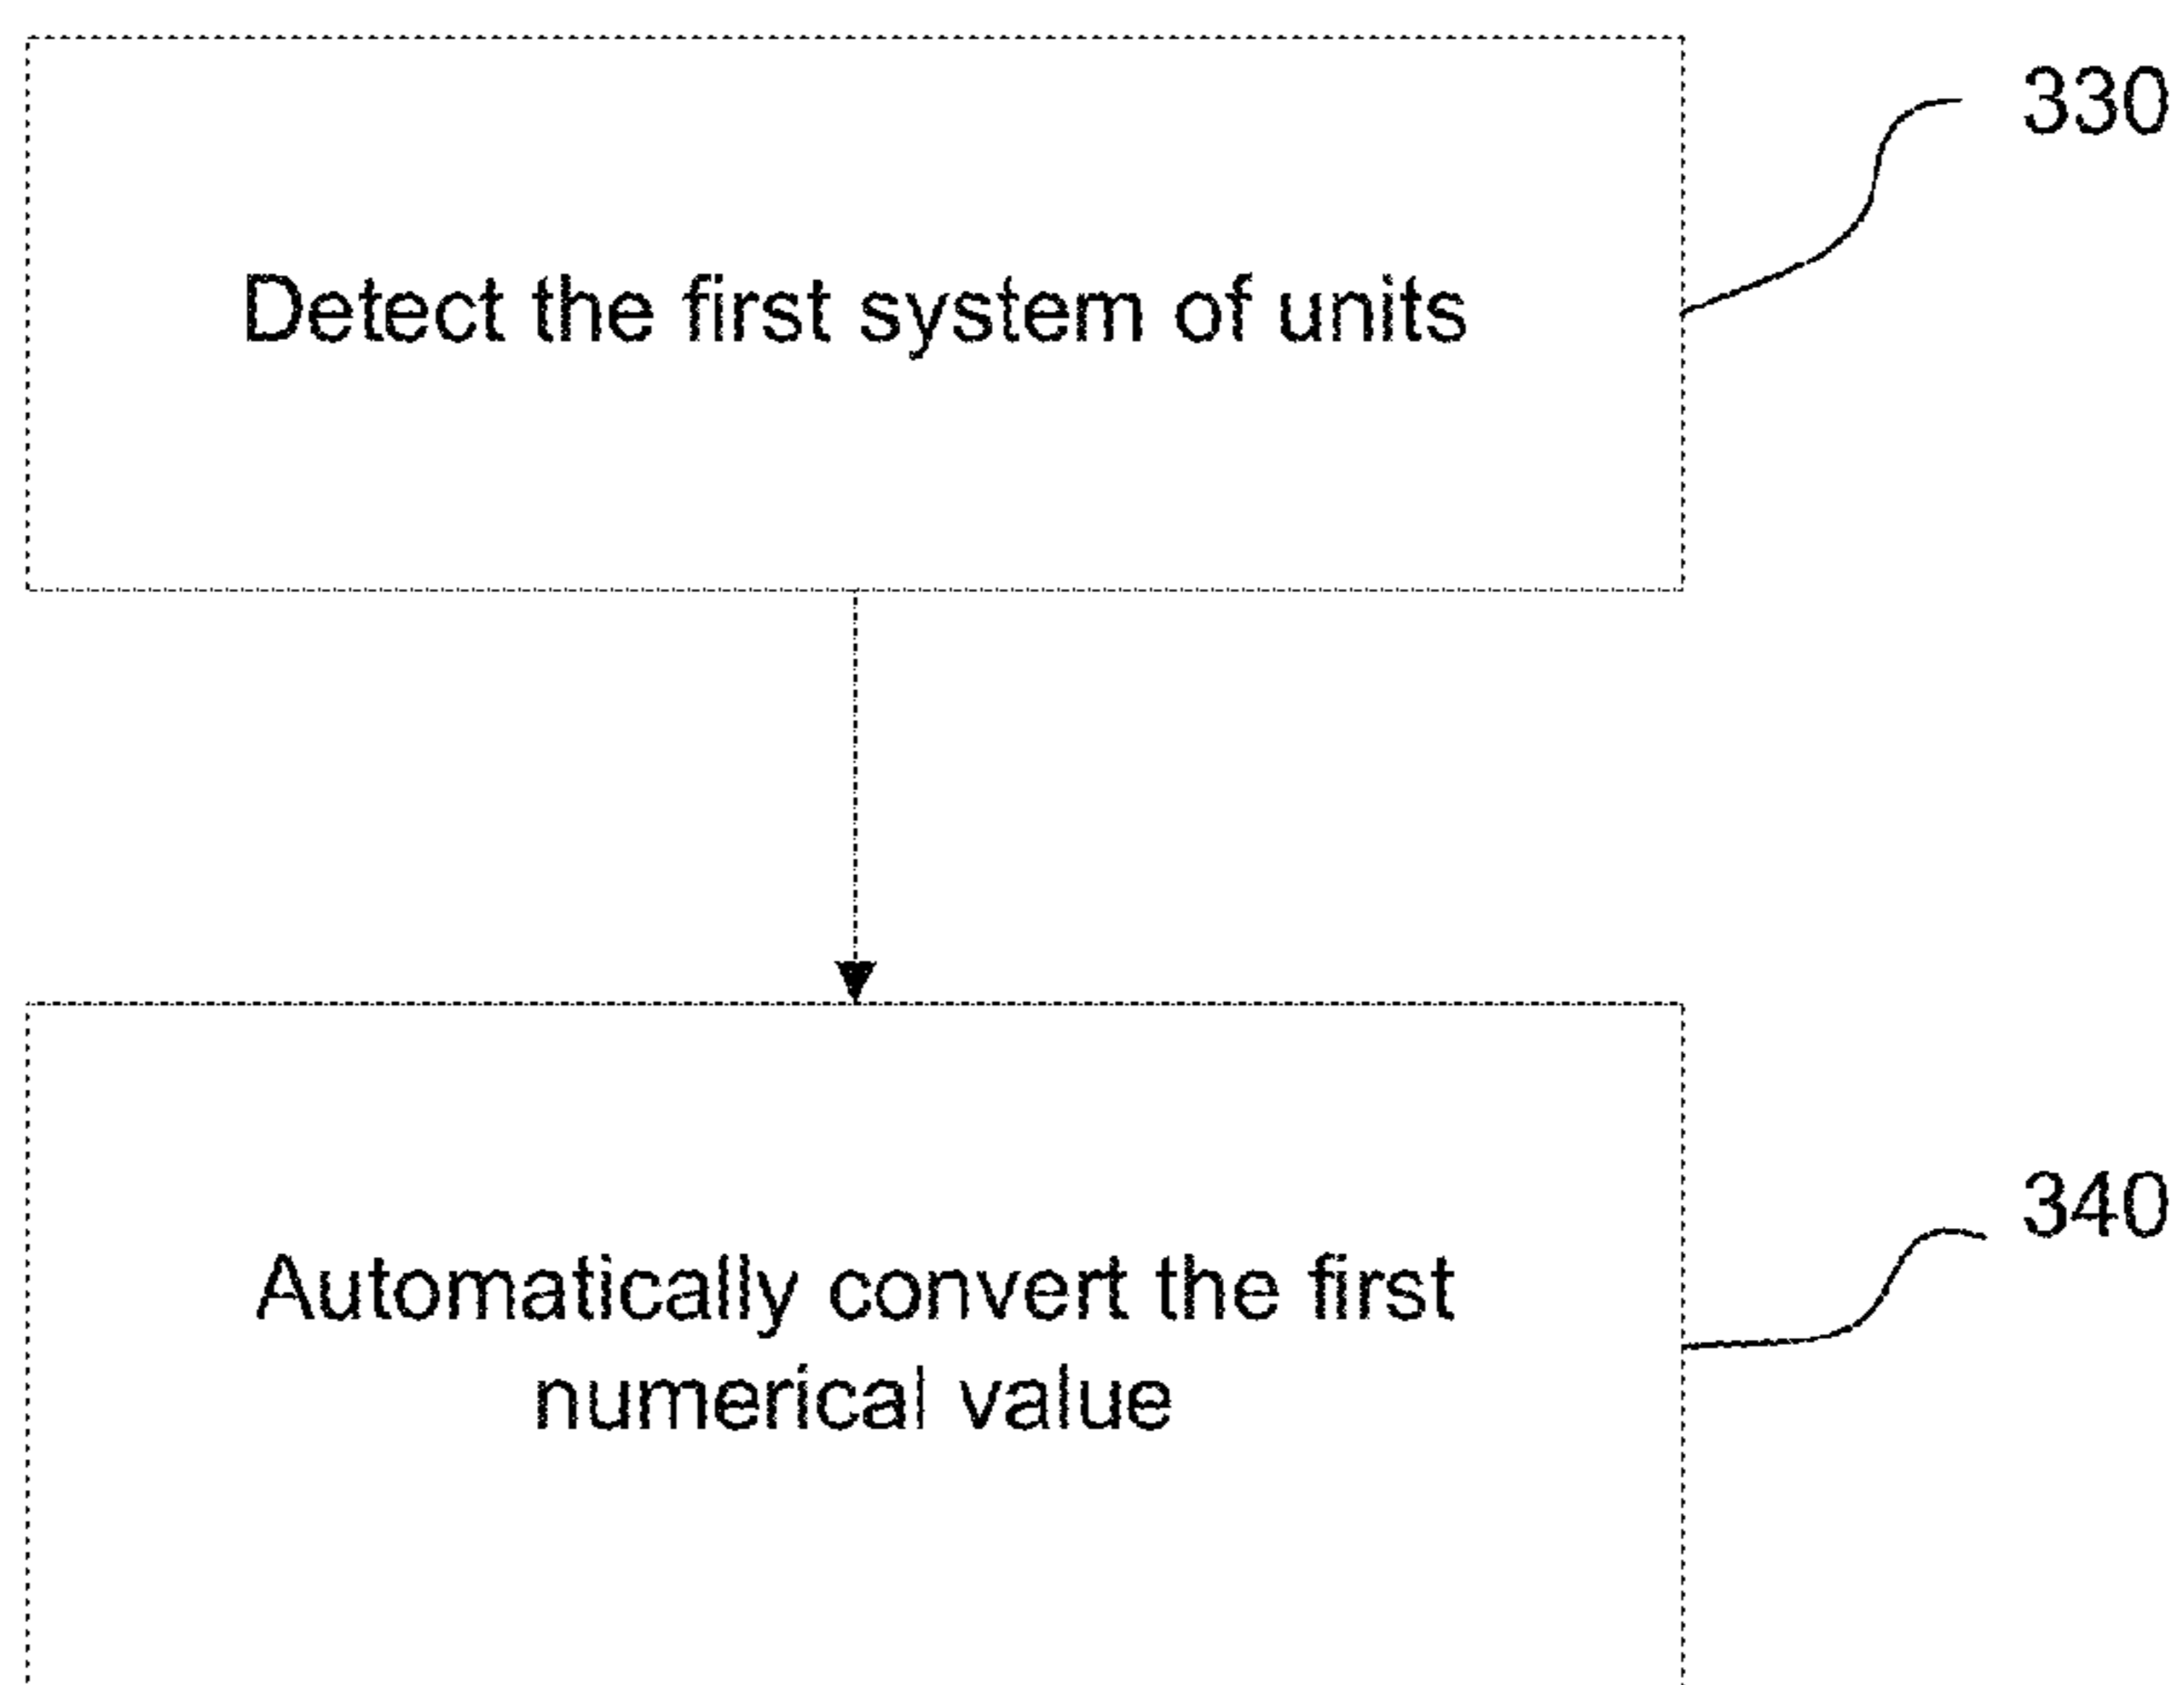 330
Detect the first system of units
340
Automatically convert the first
numerical value